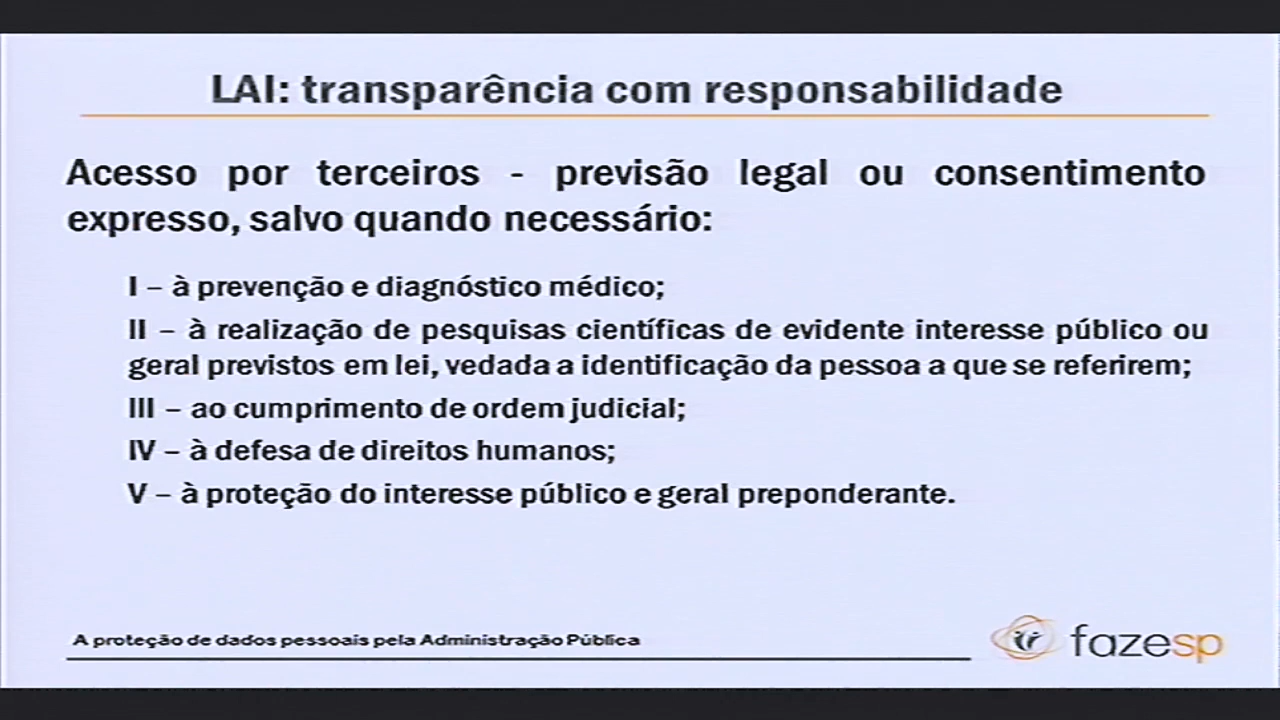 LAI: transparência com responsabilidade
Acesso por terceiros - previsão legal ou consentimento
expresso, salvo quando necessário:
I – à prevenção e diagnóstico médico;
II – à realização de pesquisas científicas de evidente interesse público ou
geral previstos em lei, vedada a identificação da pessoa a que se referirem;
III – ao cumprimento de ordem judicial;
IV – à defesa de direitos humanos;
V – à proteção do interesse público e geral preponderante.
A proteção de dados pessoais pela Administração Pública
fazesp